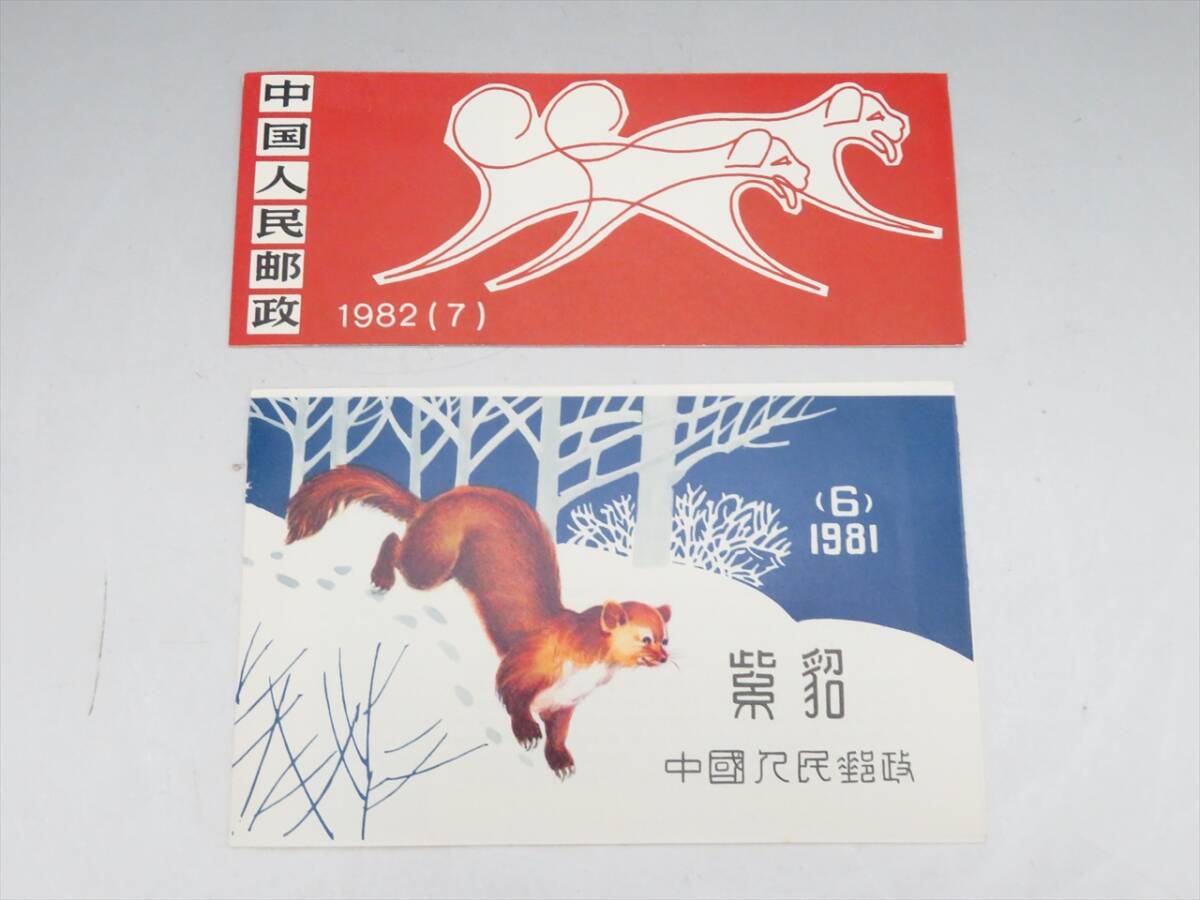 中国人民邮政
1982(7)
(6)
1981
紫貂
中國人民郵政